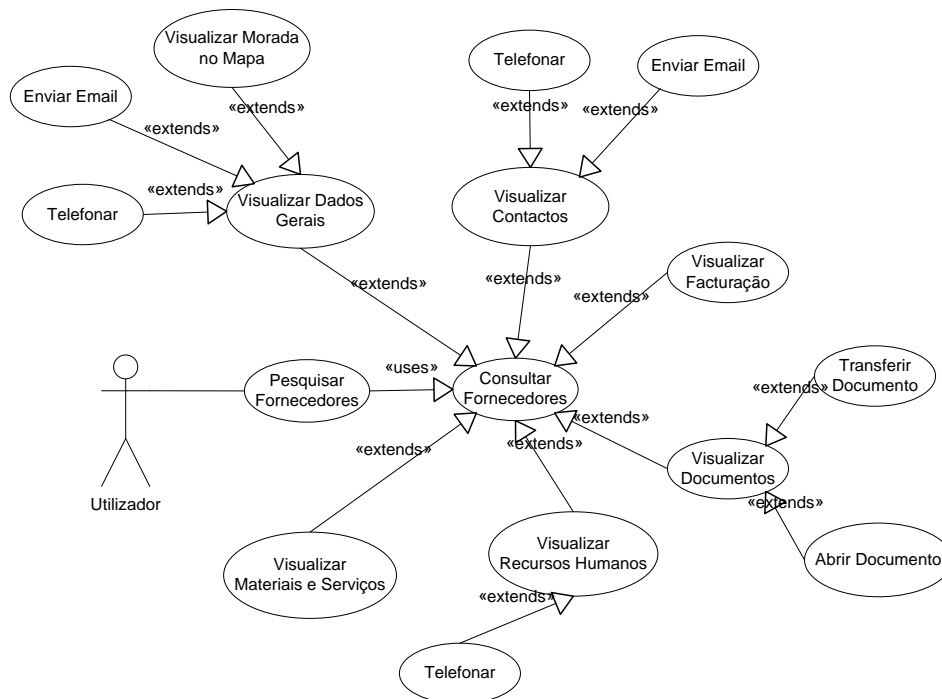 Visualizar Morada
no Mapa
Telefonar
Enviar Email
Enviar Email
«extends»
«extends»
«extends»
«extends»
«extends»
Telefonar
Visualizar Dados
Gerais
Visualizar
Contactos
«extends»
«extends»
Visualizar
Facturação
«extends»
Pesquisar
Fornecedores
«uses»
Consultar
Fornecedores
Transferir
Documento
«extends»
«extends»
«extends»
«extends»
Visualizar
Documentos
Utilizador
«extends»
Visualizar
Materiais e Serviços
Visualizar
Recursos Humanos
Abrir Documento
«extends»
Telefonar